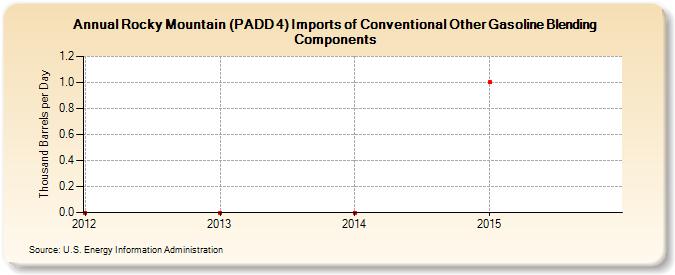 Annual Rocky Mountain (PADD 4) Imports of Conventional Other Gasoline Blending
Components
Thousand Barrels per Day
1.2
1.0
0.8
0.6
0.4
0.2
0.0
2012
2013
2014
2015
Source: U.S. Energy Information Administration